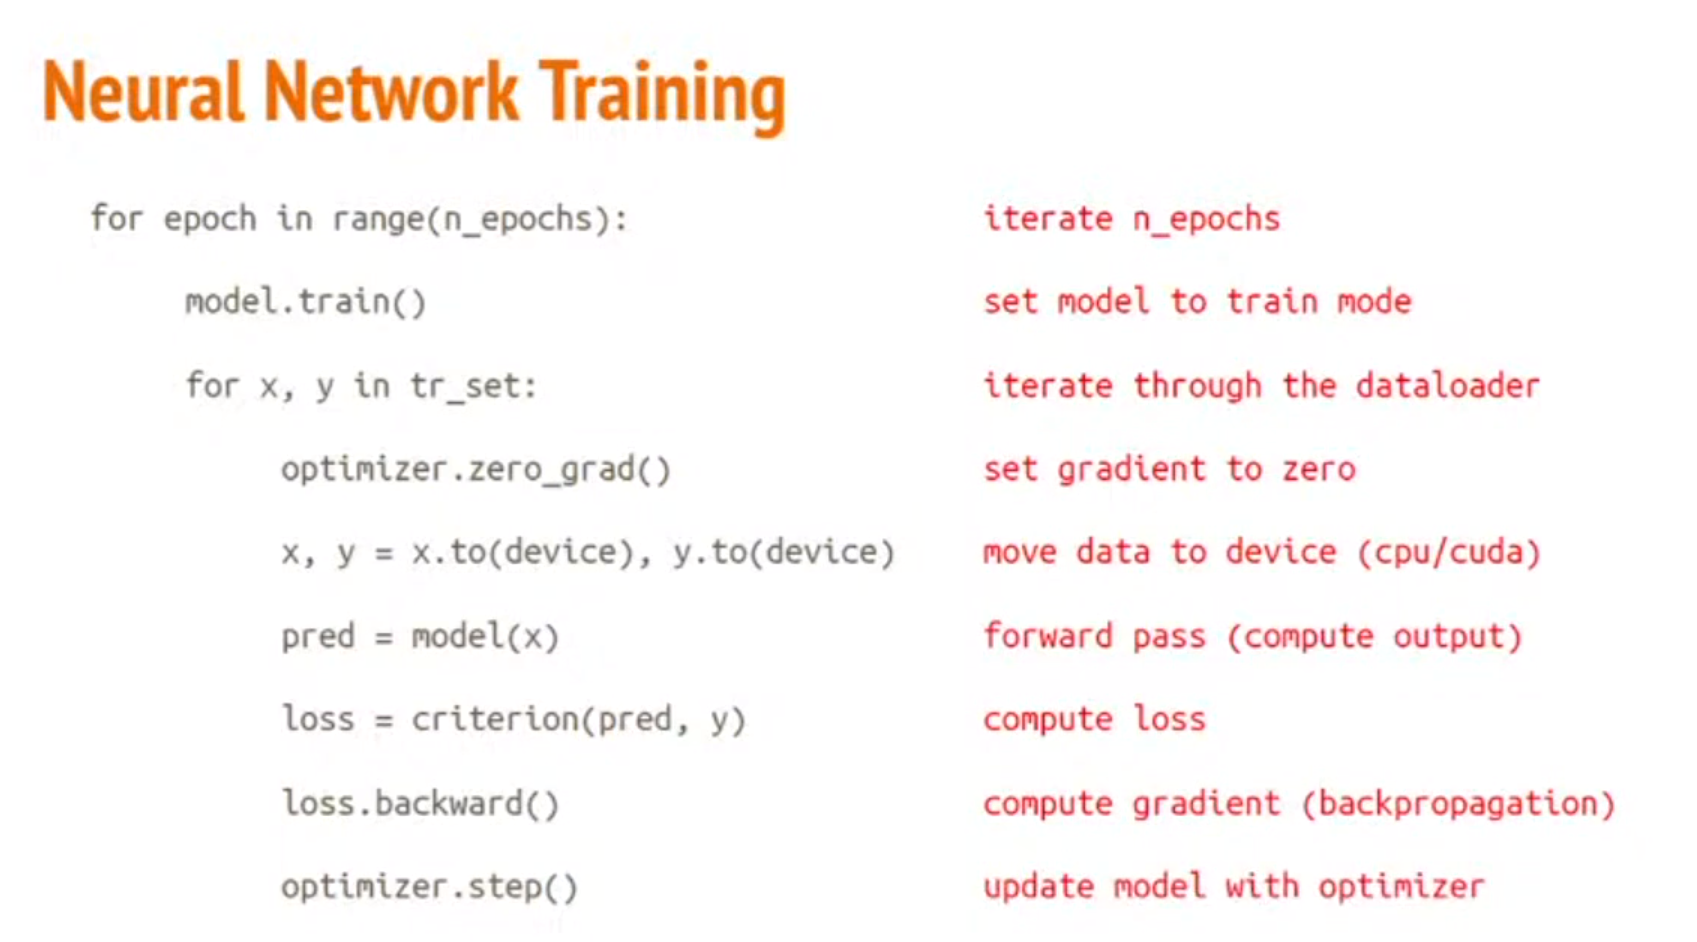 Neural Network Training
for epoch in range(n_epochs): iterate n_epochs
model.train() set model to train mode
for x, y in tr_set: iterate through the dataloader
optimizer.zero_grad() set gradient to zero
x, y = x.to(device), y.to(device) move data to device (cpu/cuda)
pred = model(x) forward pass (compute output)
loss = criterion(pred, y) compute loss
loss.backward() compute gradient (backpropagation)
optimizer.step() update model with optimizer